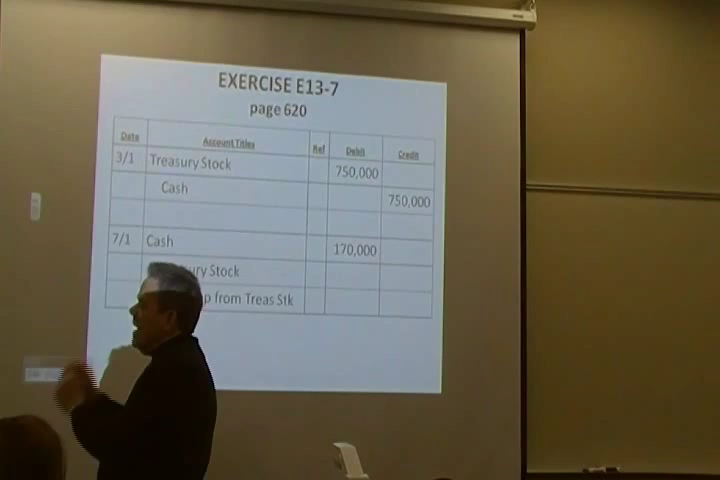 EXERCISE E13-7
page 620
Date Account Titles Ref Debit Credit
3/1 Treasury Stock 750,000
Cash 750,000
7/1 Cash 170,000
ury Stock
p from Treas Stk